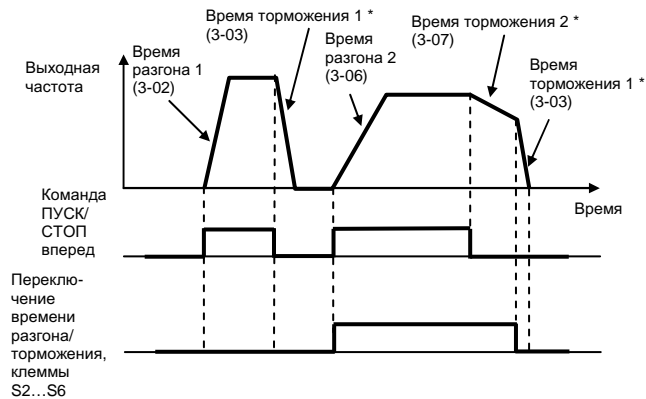 Время торможения 1 *
(3-03)
Время торможения 2 *
(3-07)
Время
разгона 1
(3-02)
Время
разгона 2
(3-06)
Время
торможения 1 *
(3-03)
Выходная
частота
Время
Команда
ПУСК/
СТОП
вперед
Переклю-
чение
времени
разгона/
торможения,
клеммы
S2…S6